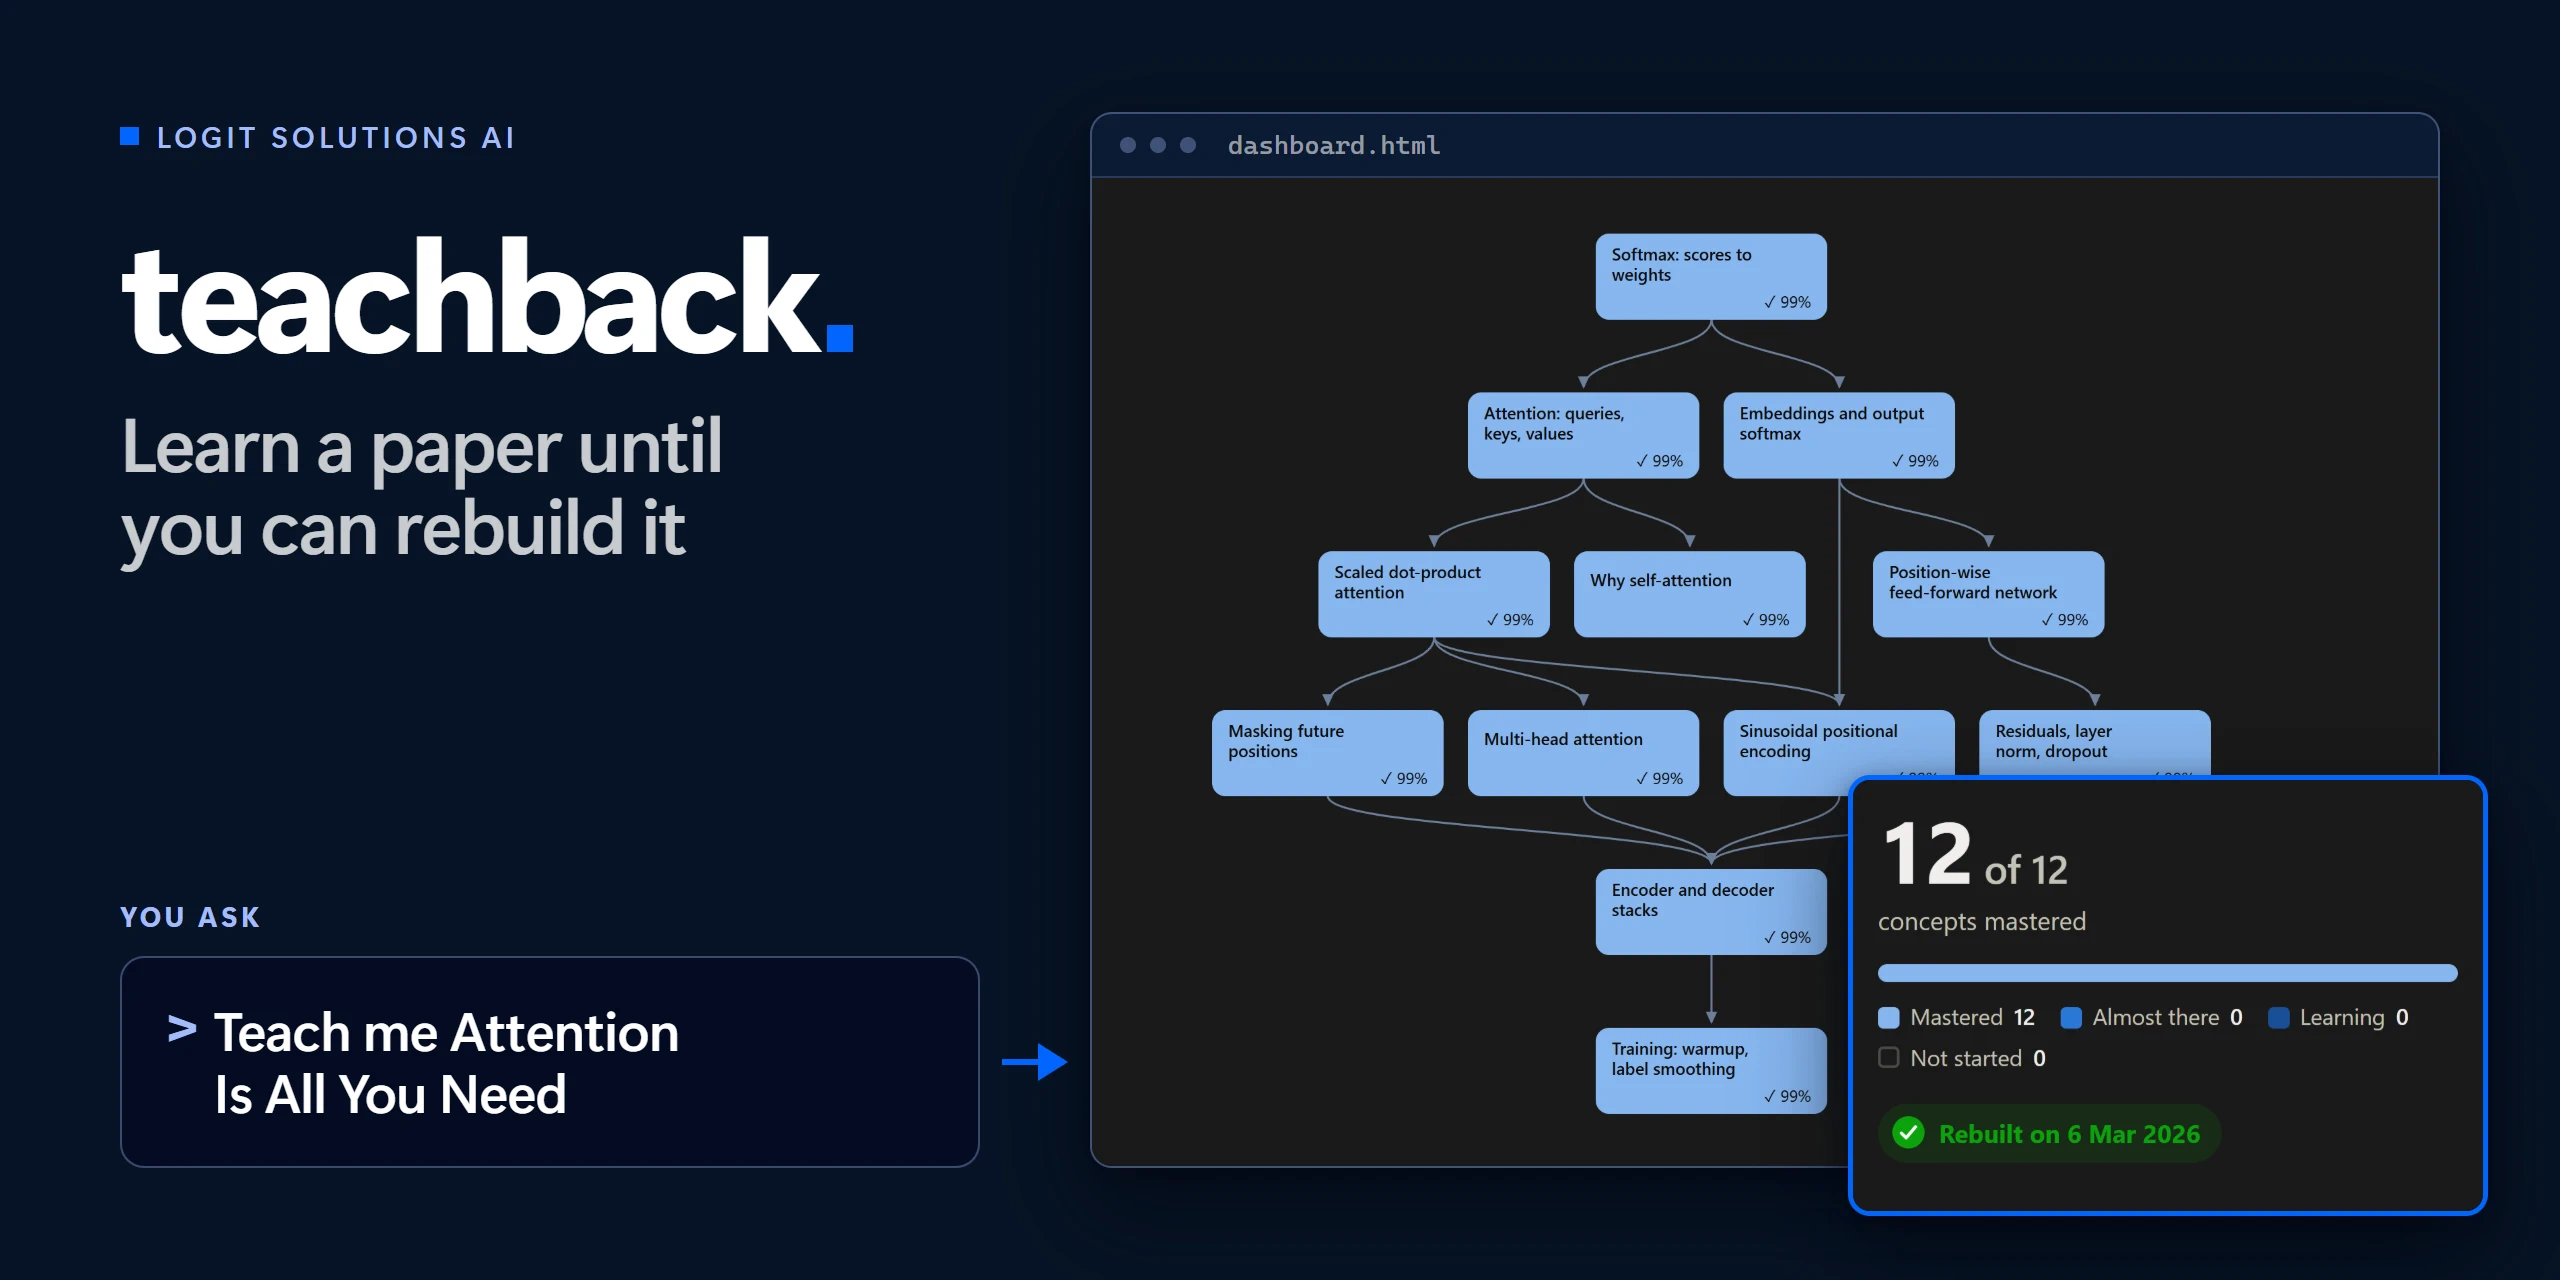 LOGIT SOLUTIONS AI
teachback.
Learn a paper until
you can rebuild it
YOU ASK
> Teach me Attention
Is All You Need
dashboard.html
Softmax: scores to
weights
✓ 99%
Attention: queries,
keys, values
✓ 99%
Embeddings and output
softmax
✓ 99%
Scaled dot-product
attention
✓ 99%
Why self-attention
✓ 99%
Position-wise
feed-forward network
✓ 99%
Masking future
positions
✓ 99%
Multi-head attention
✓ 99%
Sinusoidal positional
encoding
Residuals, layer
norm, dropout
Encoder and decoder
stacks
✓ 99%
Training: warmup,
label smoothing
✓ 99%
12 of 12
concepts mastered
Mastered 12 Almost there 0 Learning 0
Not started 0
Rebuilt on 6 Mar 2026